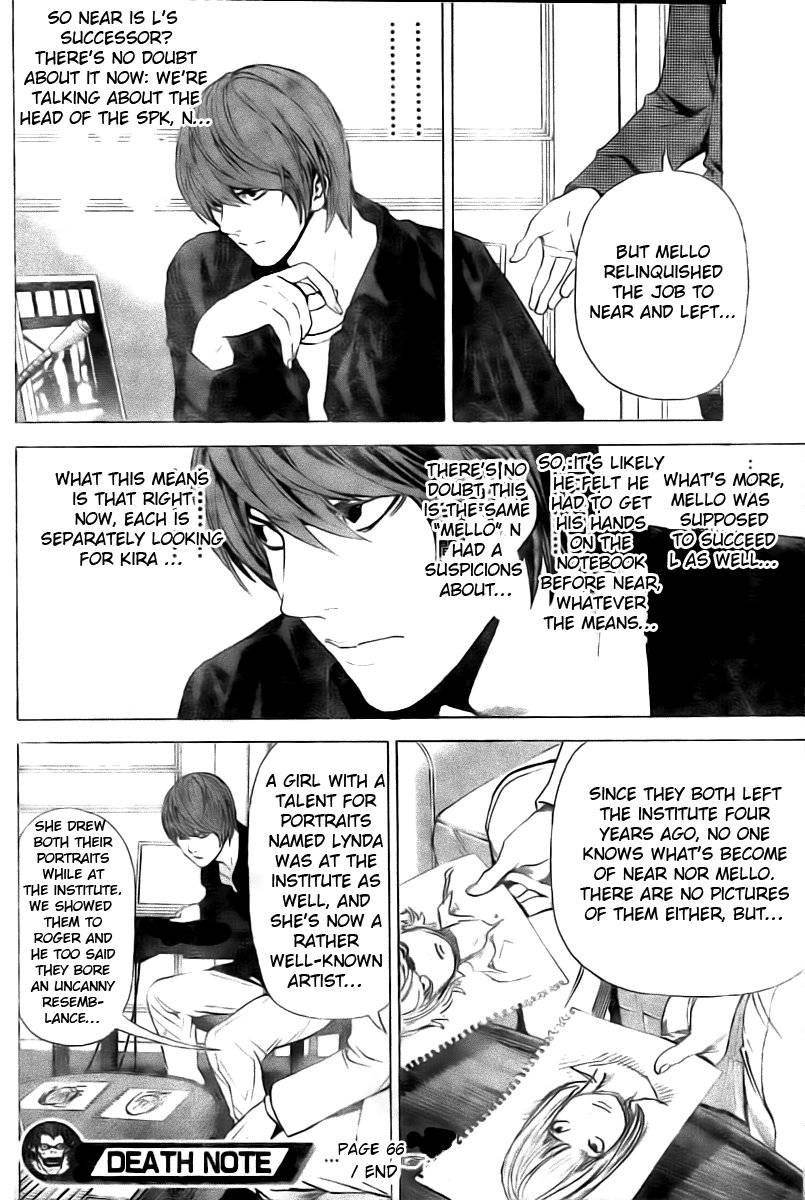 BUT MELLO
RELINQUISHED
THE JOB TO
NEAR AND LEFT...
SO NEAR IS L'S
SUCCESSOR?
THERE'S NO DOUBT
ABOUT IT NOW: WE'RE
TALKING ABOUT THE
HEAD OF THE SPK, N...
WHAT'S MORE,
MELLO WAS
SUPPOSED
TO SUCCEED
L AS WELL...
SO, IT'S LIKELY
HE FELT HE
HAD TO GET
HIS HANDS
ON THE
NOTEBOOK
BEFORE NEAR,
WHATEVER
THE MEANS...
THERE'S NO
DOUBT THIS
IS THE SAME
"MELLO" N
HAD A
SUSPICIONS
ABOUT...
WHAT THIS MEANS
IS THAT RIGHT
NOW, EACH IS
SEPARATELY LOOKING
FOR KIRA ...
SINCE THEY BOTH LEFT
THE INSTITUTE FOUR
YEARS AGO, NO ONE
KNOWS WHAT'S BECOME
OF NEAR NOR MELLO.
THERE ARE NO PICTURES
OF THEM EITHER, BUT...
A GIRL WITH A
TALENT FOR
PORTRAITS
NAMED LYNDA
WAS AT THE
INSTITUTE AS
WELL, AND
SHE'S NOW A
RATHER
WELL-KNOWN
ARTIST...
SHE DREW
BOTH THEIR
PORTRAITS
WHILE AT
THE INSTITUTE.
WE SHOWED
THEM TO
ROGER AND
HE TOO SAID
THEY BORE
AN UNCANNY
RESEMB-
LANCE...
DEATH NOTE
PAGE 66
... / END